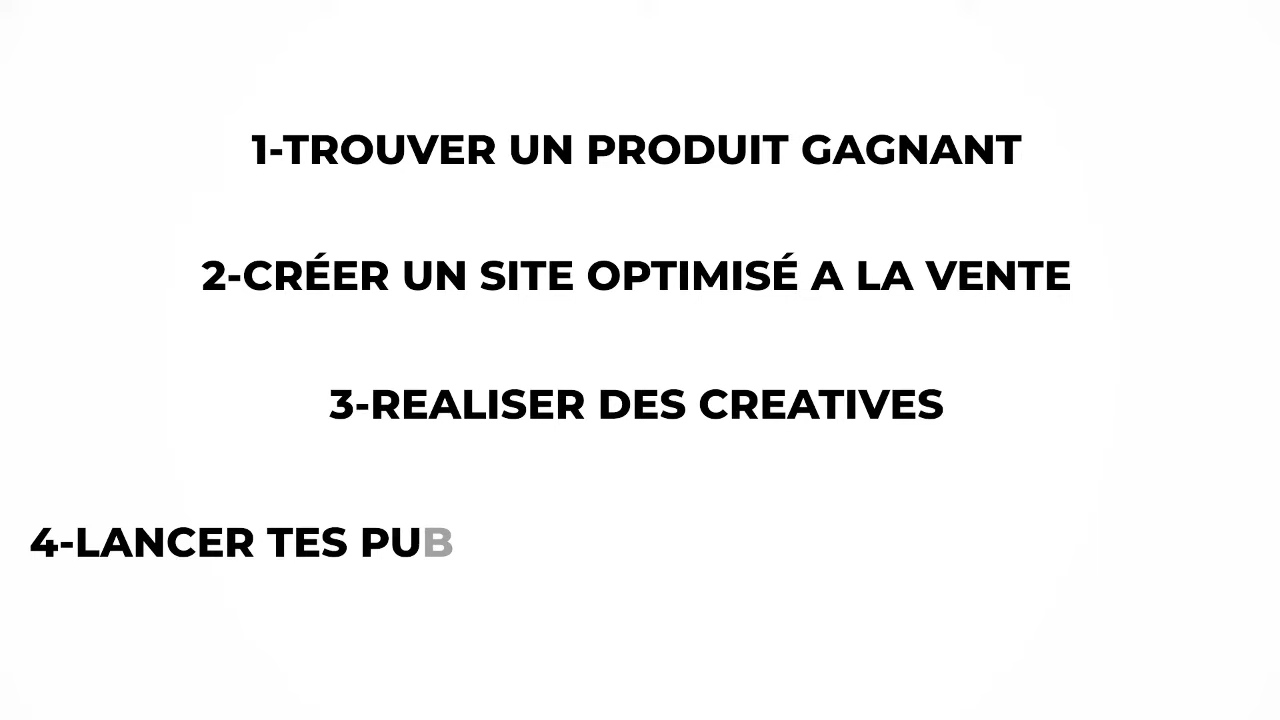 1-TROUVER UN PRODUIT GAGNANT
2-CRÉER UN SITE OPTIMISÉ A LA VENTE
3-REALISER DES CREATIVES
4-LANCER TES PUB